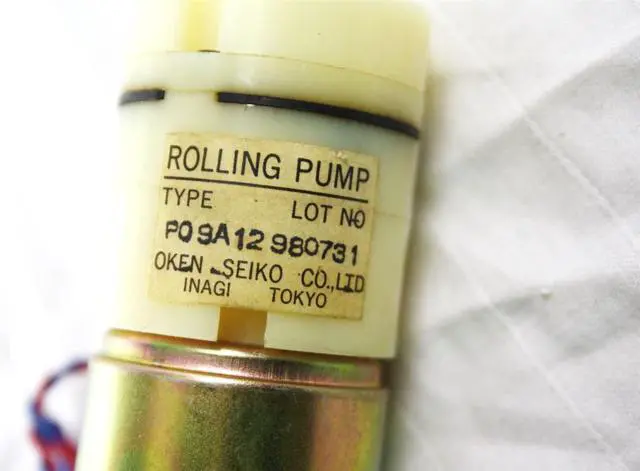 ROLLING PUMP
TYPE LOT NO
P09A12 980731
OKEN SEIKO CO.,LTD
INAGI TOKYO